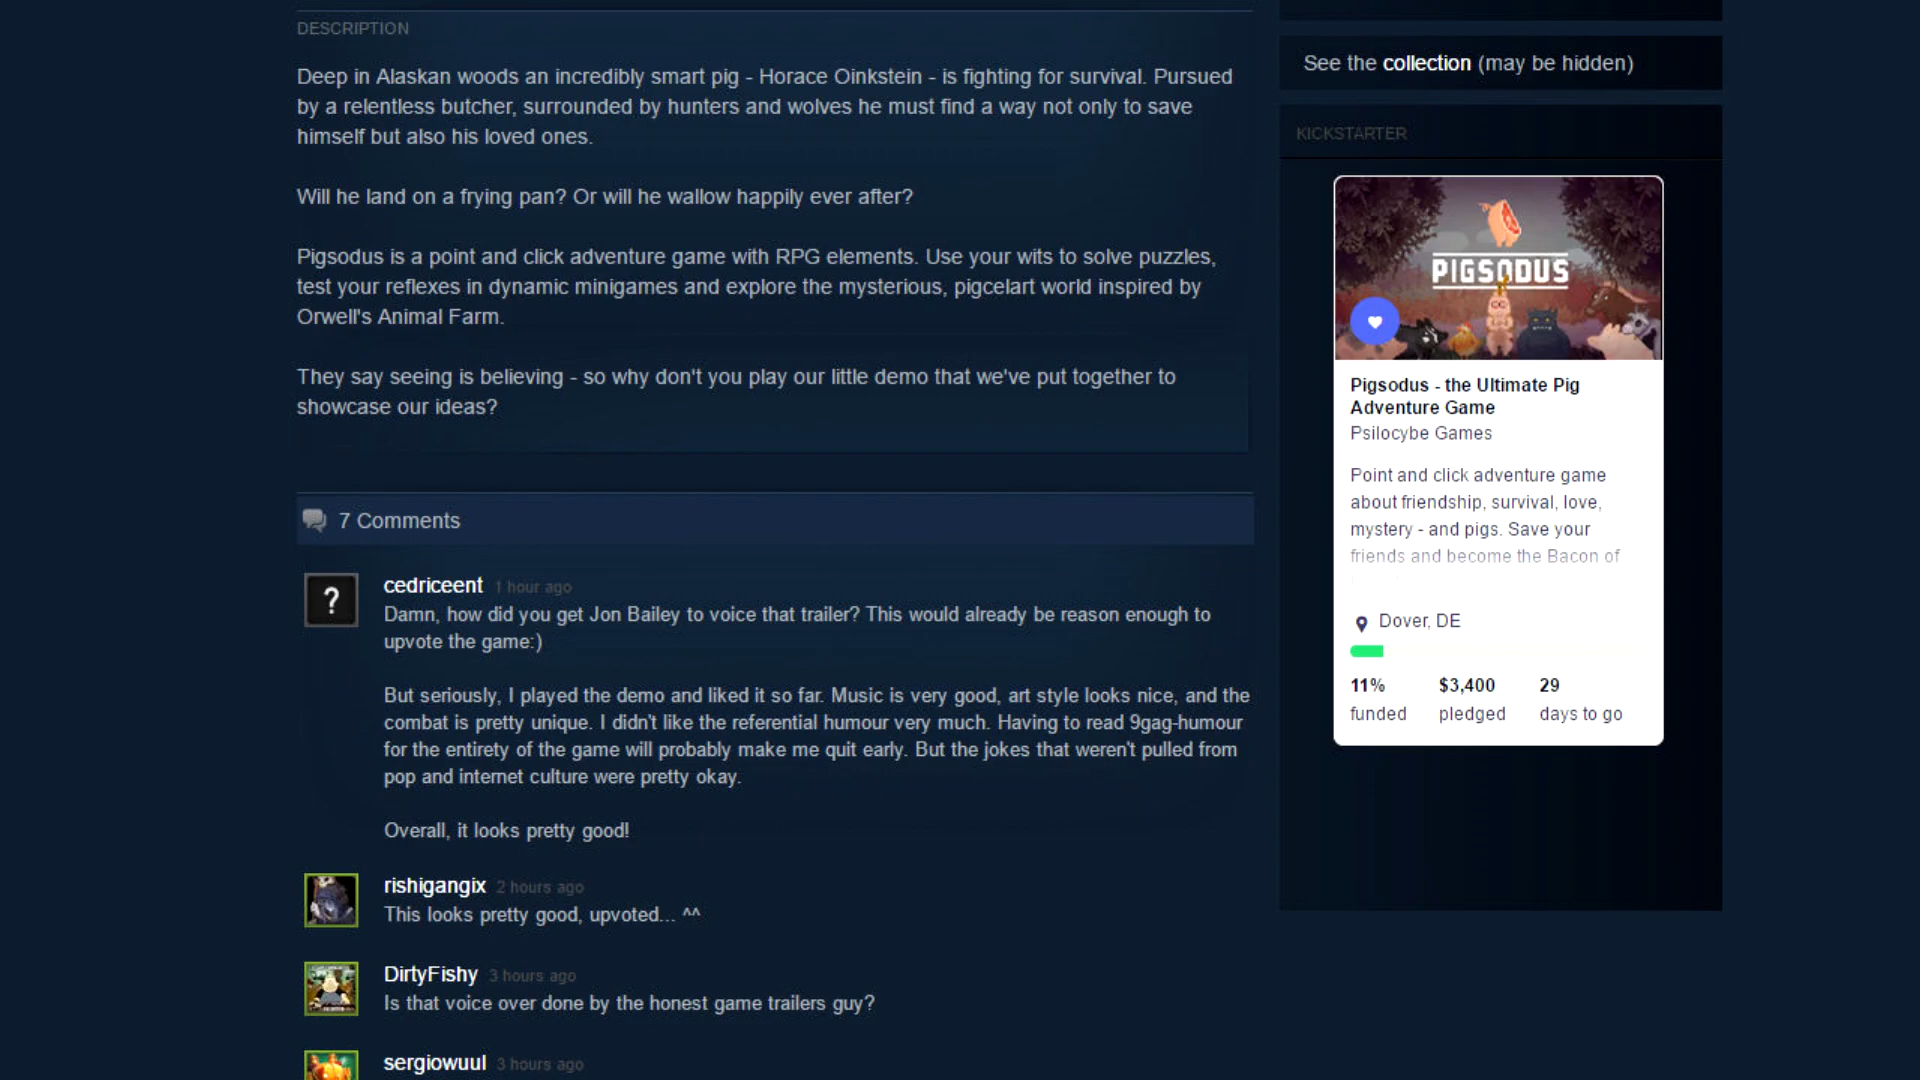 DESCRIPTION
Deep in Alaskan woods an incredibly smart pig - Horace Oinkstein - is fighting for survival. Pursued
by a relentless butcher, surrounded by hunters and wolves he must find a way not only to save
himself but also his loved ones.
Will he land on a frying pan? Or will he wallow happily ever after?
Pigsodus is a point and click adventure game with RPG elements. Use your wits to solve puzzles,
test your reflexes in dynamic minigames and explore the mysterious, pigcelart world inspired by
Orwell's Animal Farm.
They say seeing is believing - so why don't you play our little demo that we've put together to
showcase our ideas?
7 Comments
cedriceent 1 hour ago
Damn, how did you get Jon Bailey to voice that trailer? This would already be reason enough to
upvote the game:)
But seriously, I played the demo and liked it so far. Music is very good, art style looks nice, and the
combat is pretty unique. I didn't like the referential humour very much. Having to read 9gag-humour
for the entirety of the game will probably make me quit early. But the jokes that weren't pulled from
pop and internet culture were pretty okay.
Overall, it looks pretty good!
rishigangix 2 hours ago
This looks pretty good, upvoted... ^^
DirtyFishy 3 hours ago
Is that voice over done by the honest game trailers guy?
sergiowuul 3 hours ago
See the collection (may be hidden)
KICKSTARTER
PIGSODUS
Pigsodus - the Ultimate Pig
Adventure Game
Psilocybe Games
Point and click adventure game
about friendship, survival, love,
mystery - and pigs. Save your
friends and become the Bacon of
Dover, DE
11% $3,400 29
funded pledged days to go